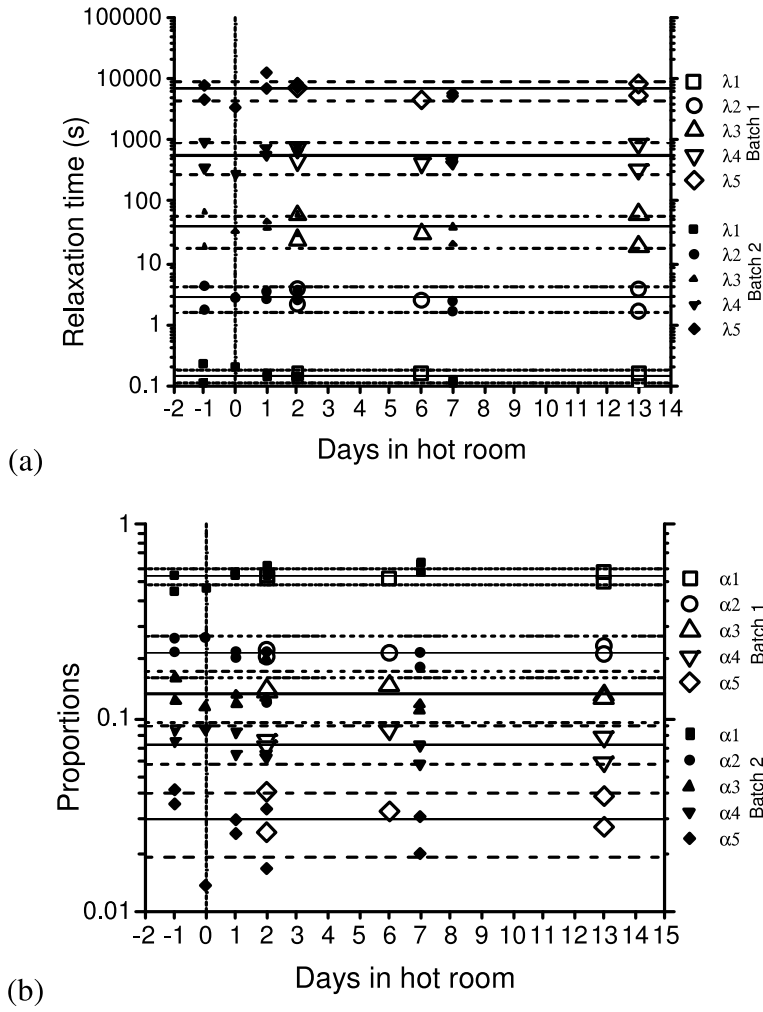 100000
10000
1000
100
10
1
0.1
Relaxation time (s)
-2 -1 0 1 2 3 4 5 6 7 8 9 10 11 12 13 14
Days in hot room
λ1
λ2
λ3
λ4
λ5
Batch 1
λ1
λ2
λ3
λ4
λ5
Batch 2
(a)
1
0.1
0.01
Proportions
-2 -1 0 1 2 3 4 5 6 7 8 9 10 11 12 13 14 15
Days in hot room
α1
α2
α3
α4
α5
Batch 1
α1
α2
α3
α4
α5
Batch 2
(b)